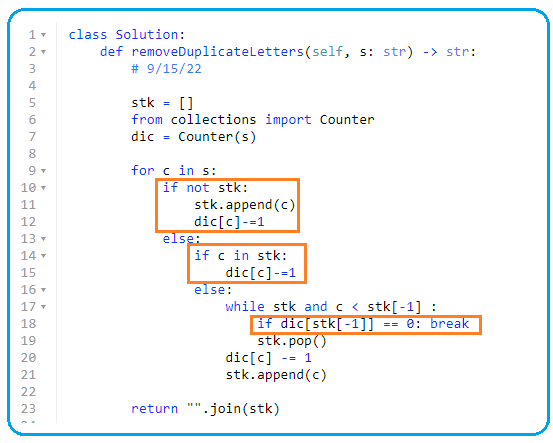 1 class Solution:
2 def removeDuplicateLetters(self, s: str) -> str:
3 # 9/15/22
4
5 stk = []
6 from collections import Counter
7 dic = Counter(s)
8
9 for c in s:
10 if not stk:
11 stk.append(c)
12 dic[c]-=1
13 else:
14 if c in stk:
15 dic[c]-=1
16 else:
17 while stk and c < stk[-1] :
18 if dic[stk[-1]] == 0: break
19 stk.pop()
20 dic[c] -= 1
21 stk.append(c)
22
23 return "".join(stk)